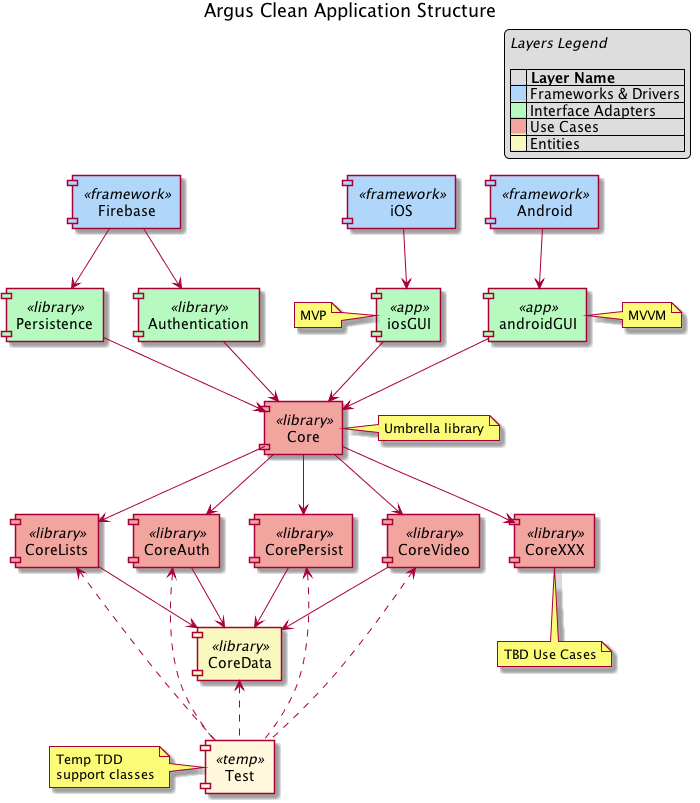 Argus Clean Application Structure
Layers Legend
Layer Name
Frameworks & Drivers
Interface Adapters
Use Cases
Entities
«framework»
Firebase
«framework»
iOS
«framework»
Android
«library»
Persistence
«library»
Authentication
MVP
«app»
iosGUI
«app»
androidGUI
MVVM
«library»
Core
Umbrella library
«library»
CoreLists
«library»
CoreAuth
«library»
CorePersist
«library»
CoreVideo
«library»
CoreXXX
«library»
CoreData
TBD Use Cases
Temp TDD
support classes
«temp»
Test